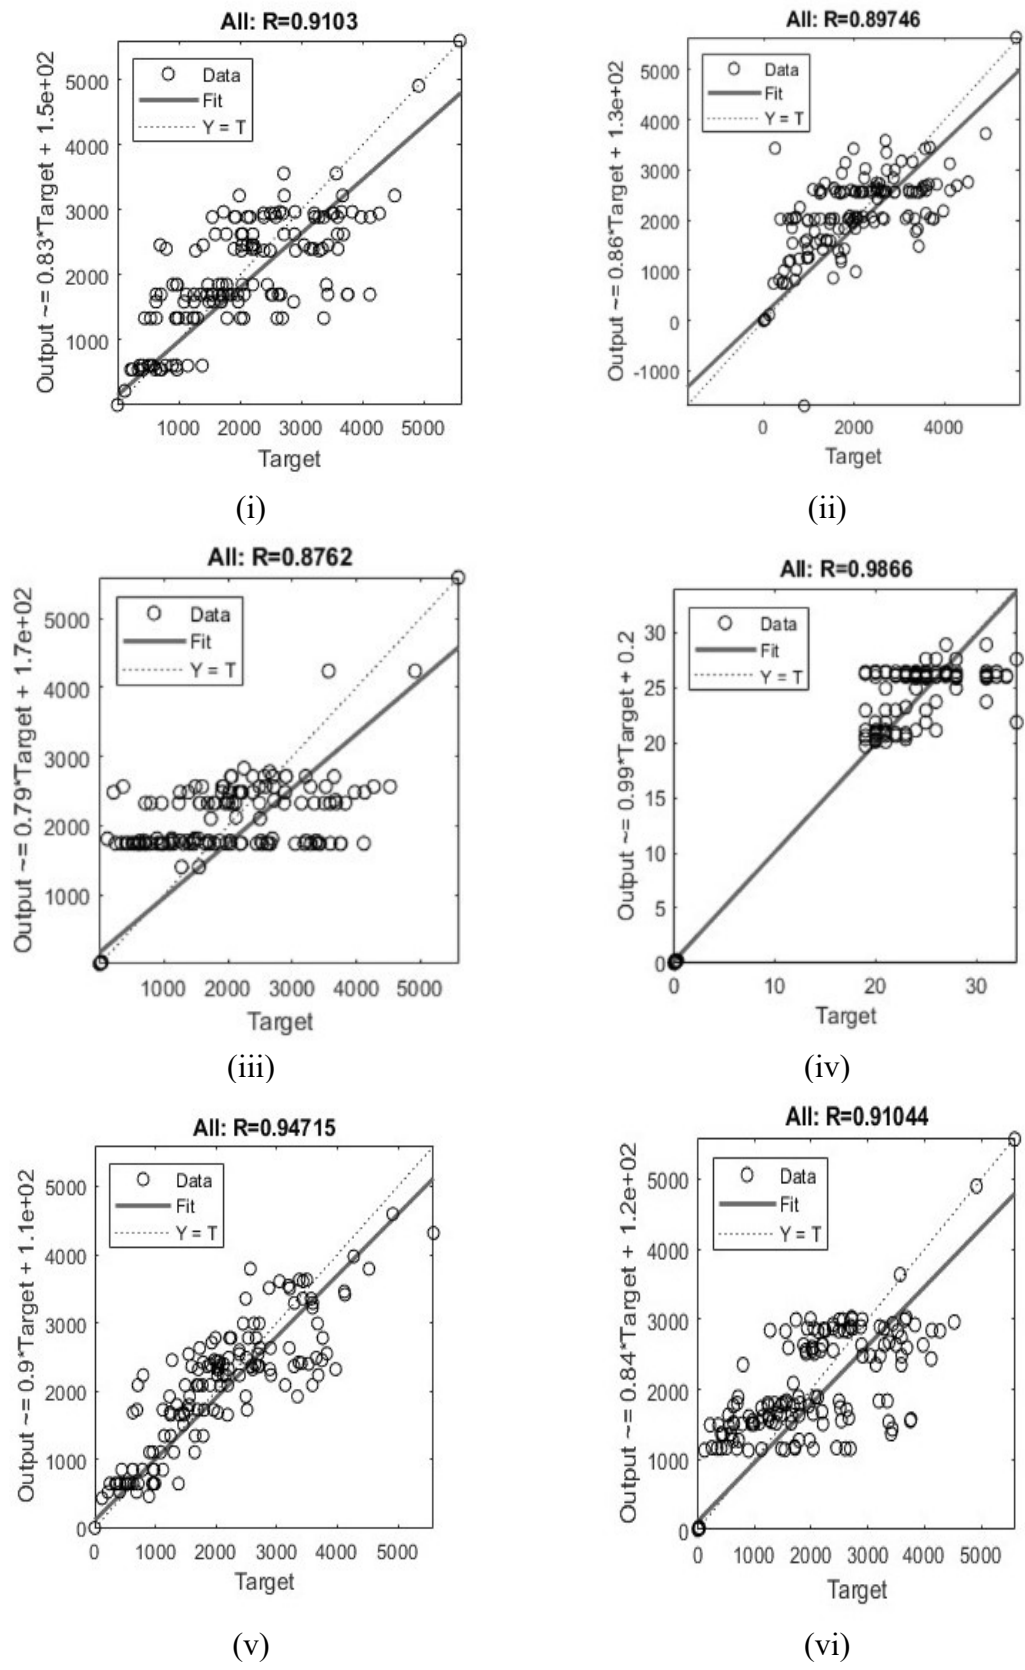 All: R=0.9103
Output ~= 0.83*Target + 1.5e+02
Data
Fit
Y = T
5000
4000
3000
2000
1000
1000 2000 3000 4000 5000
Target
(i)
All: R=0.89746
Output ~= 0.86*Target + 1.3e+02
Data
Fit
Y = T
5000
4000
3000
2000
1000
0
-1000
0 2000 4000
Target
(ii)
All: R=0.8762
Output ~= 0.79*Target + 1.7e+02
Data
Fit
Y = T
5000
4000
3000
2000
1000
1000 2000 3000 4000 5000
Target
(iii)
All: R=0.9866
Output ~= 0.99*Target + 0.2
Data
Fit
Y = T
30
25
20
15
10
5
0
0 10 20 30
Target
(iv)
All: R=0.94715
Output ~= 0.9*Target + 1.1e+02
Data
Fit
Y = T
5000
4000
3000
2000
1000
0
0 1000 2000 3000 4000 5000
Target
(v)
All: R=0.91044
Output ~= 0.84*Target + 1.2e+02
Data
Fit
Y = T
5000
4000
3000
2000
1000
0
0 1000 2000 3000 4000 5000
Target
(vi)